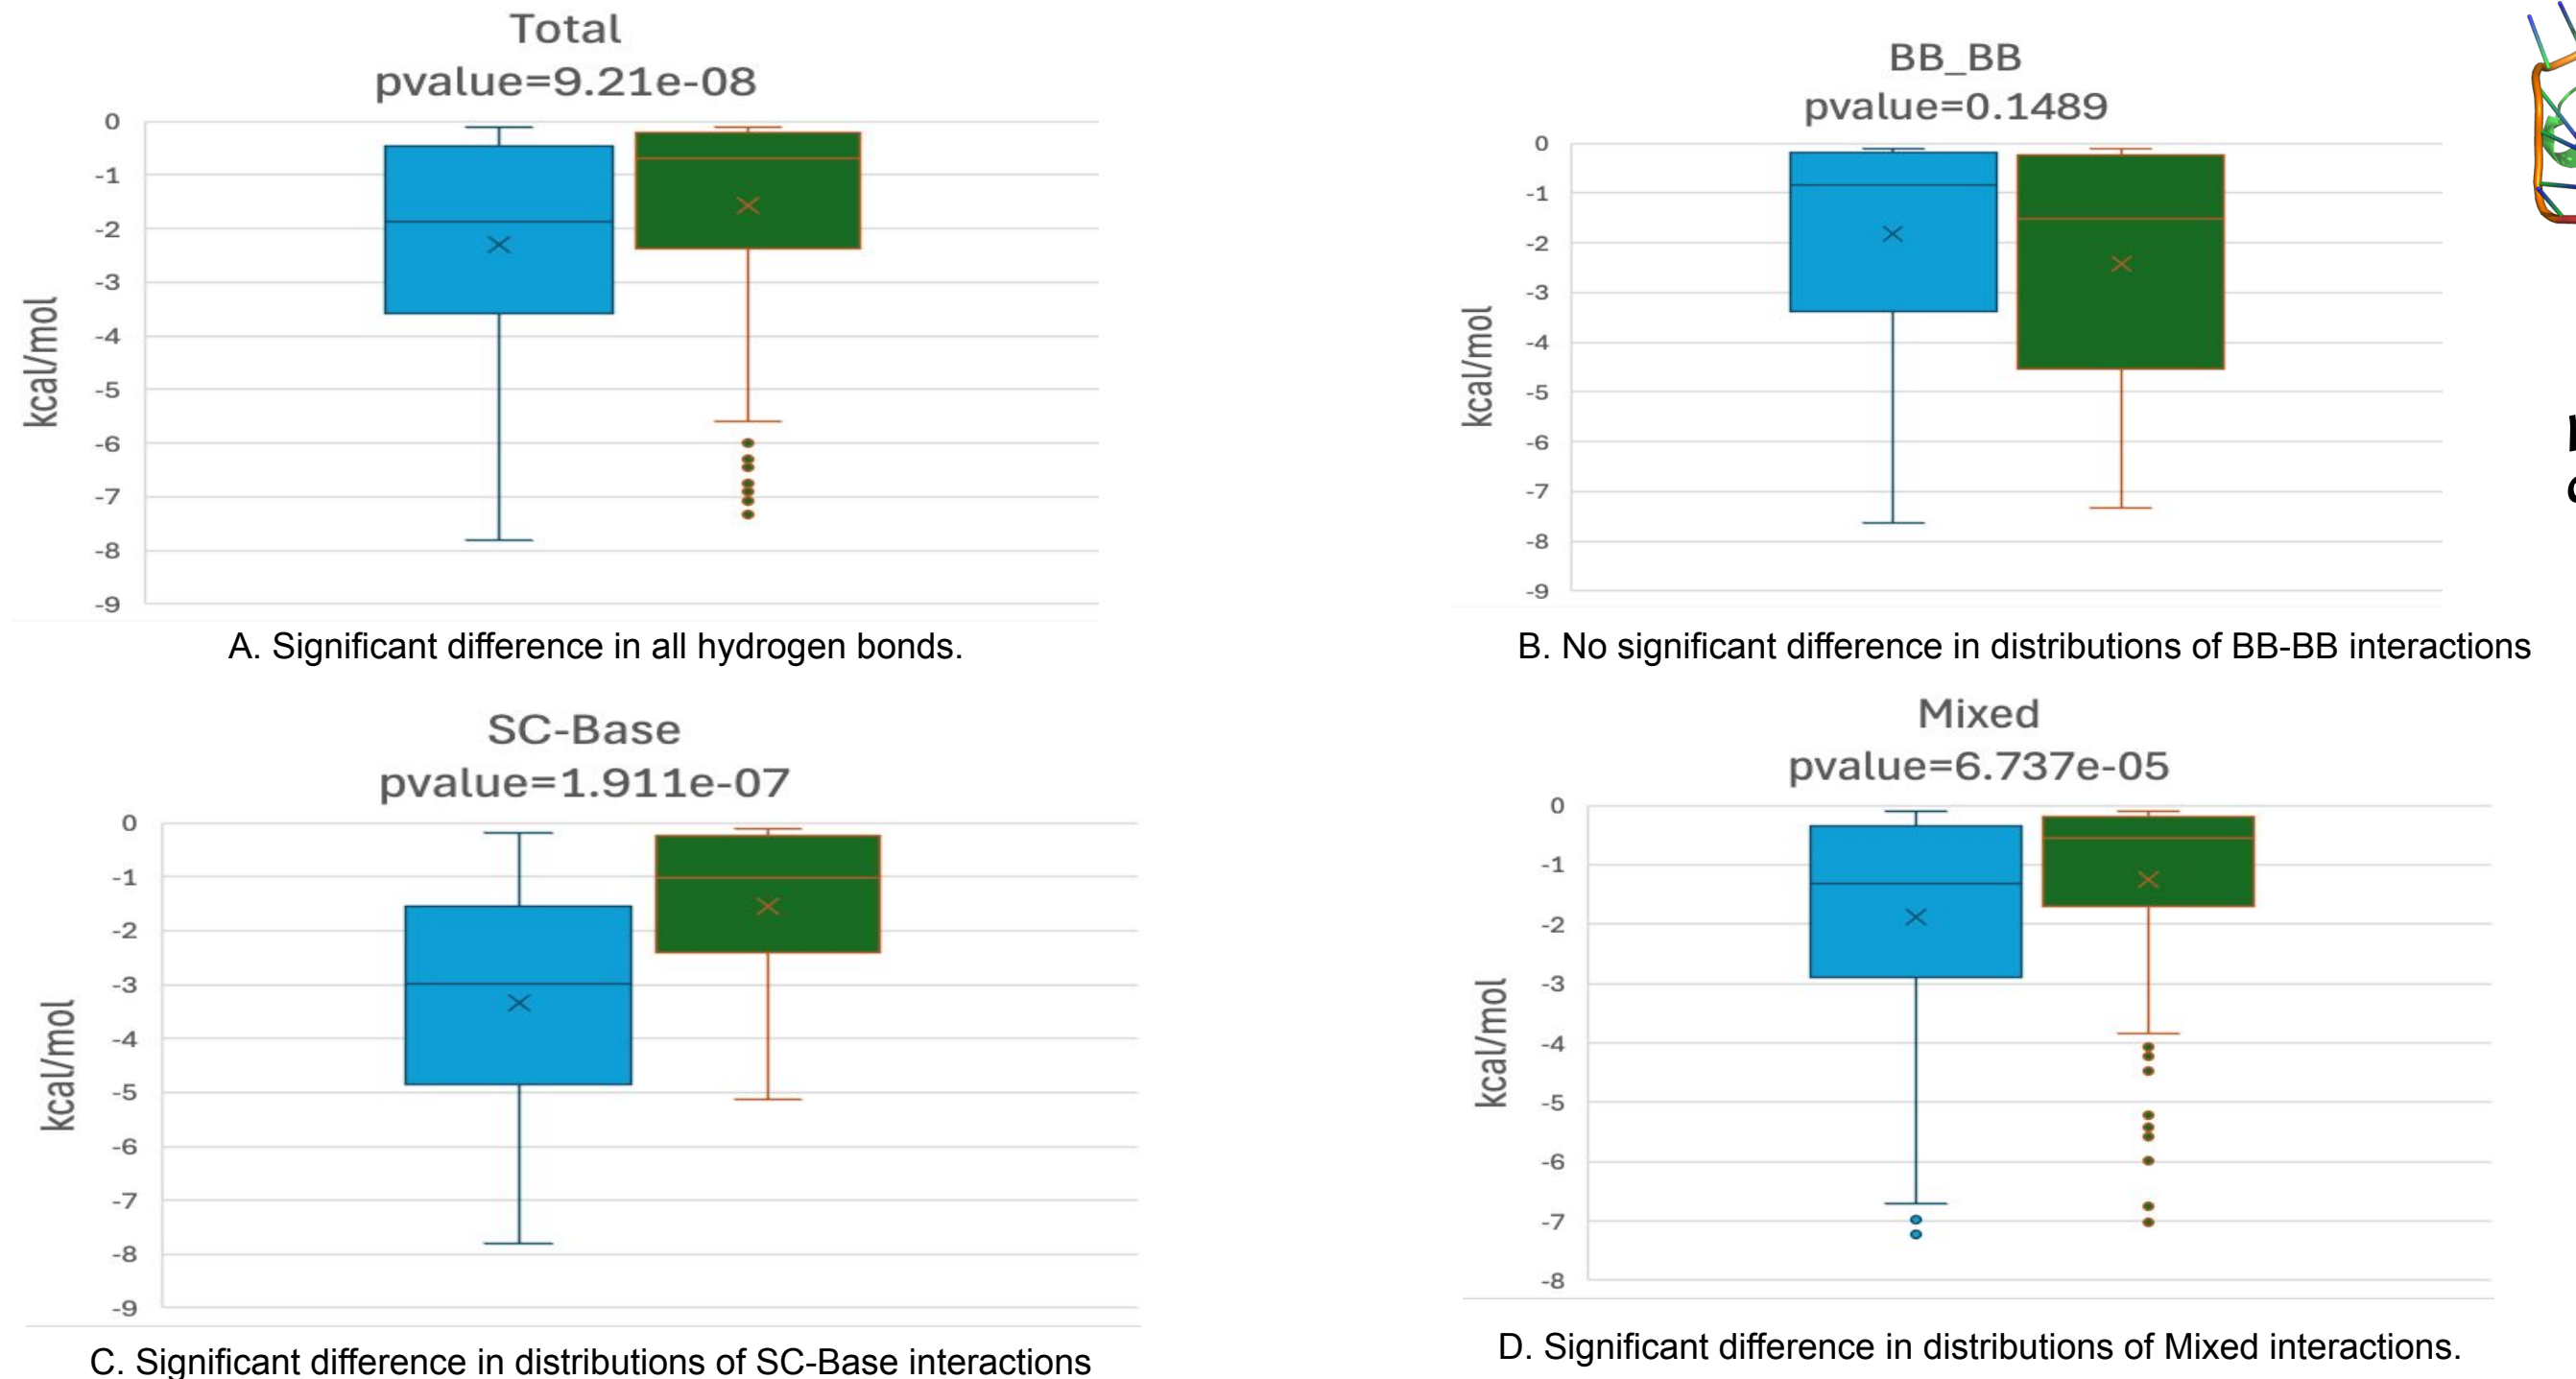 Total
pvalue=9.21e-08
0
-1
-2
-3
-4
-5
-6
-7
-8
-9
kcal/mol
A. Significant difference in all hydrogen bonds.
BB_BB
pvalue=0.1489
0
-1
-2
-3
-4
-5
-6
-7
-8
-9
kcal/mol
B. No significant difference in distributions of BB-BB interactions
SC-Base
pvalue=1.911e-07
0
-1
-2
-3
-4
-5
-6
-7
-8
-9
kcal/mol
C. Significant difference in distributions of SC-Base interactions
Mixed
pvalue=6.737e-05
0
-1
-2
-3
-4
-5
-6
-7
-8
kcal/mol
D. Significant difference in distributions of Mixed interactions.